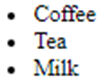 • Coffee
• Tea
• Milk